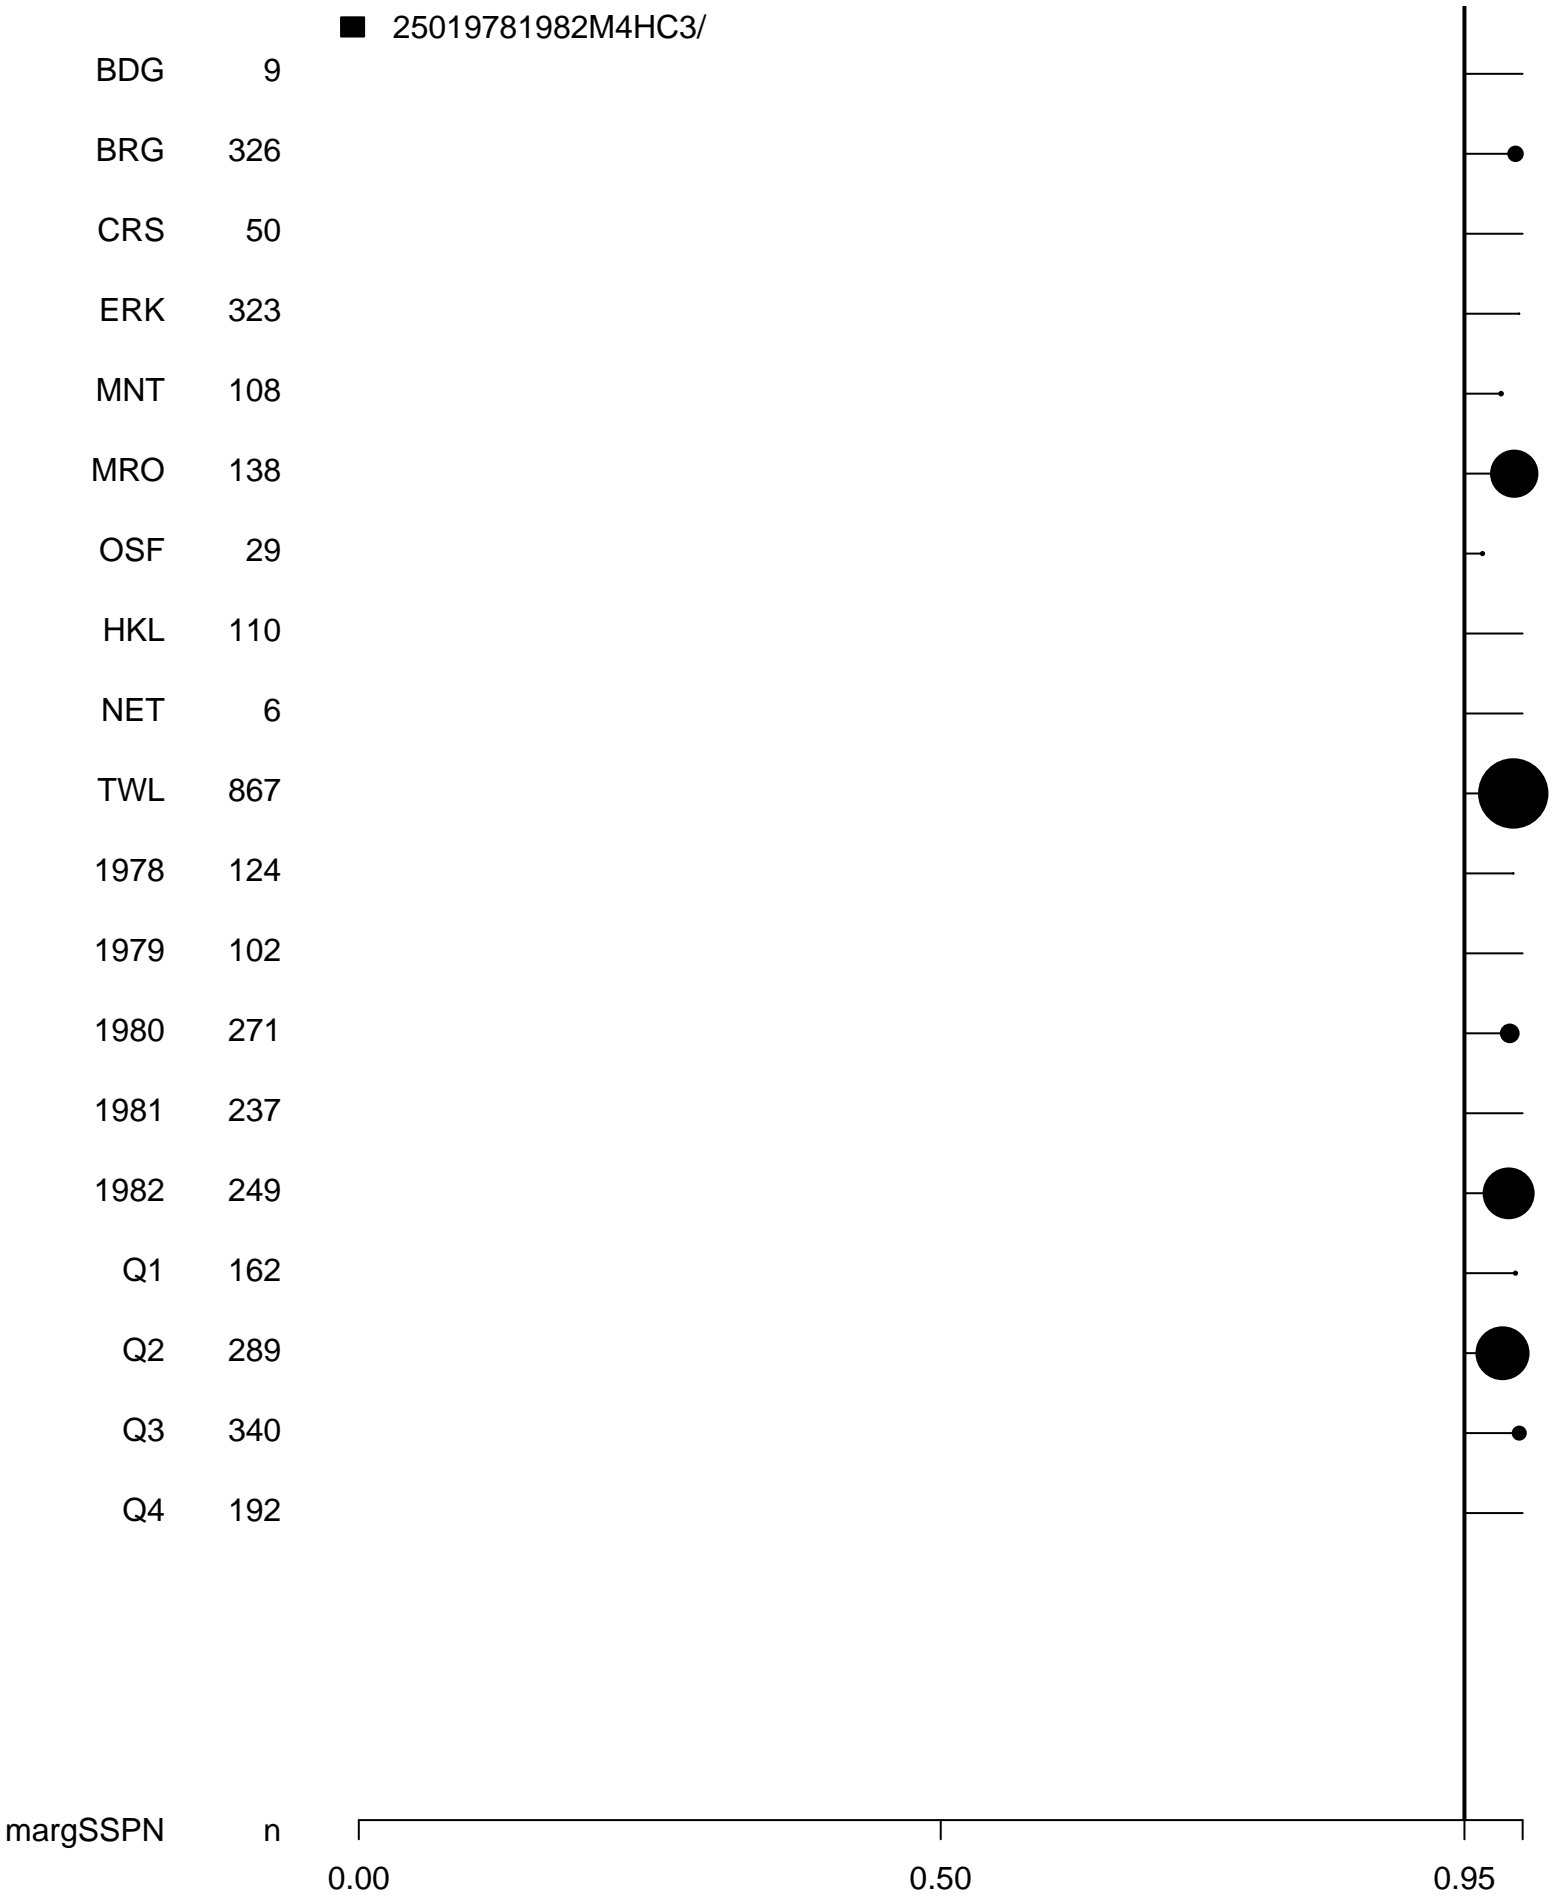 25019781982M4HC3/
BDG 9
BRG 326
CRS 50
ERK 323
MNT 108
MRO 138
OSF 29
HKL 110
NET 6
TWL 867
1978 124
1979 102
1980 271
1981 237
1982 249
Q1 162
Q2 289
Q3 340
Q4 192
margSSPN n
0.00 0.50 0.95